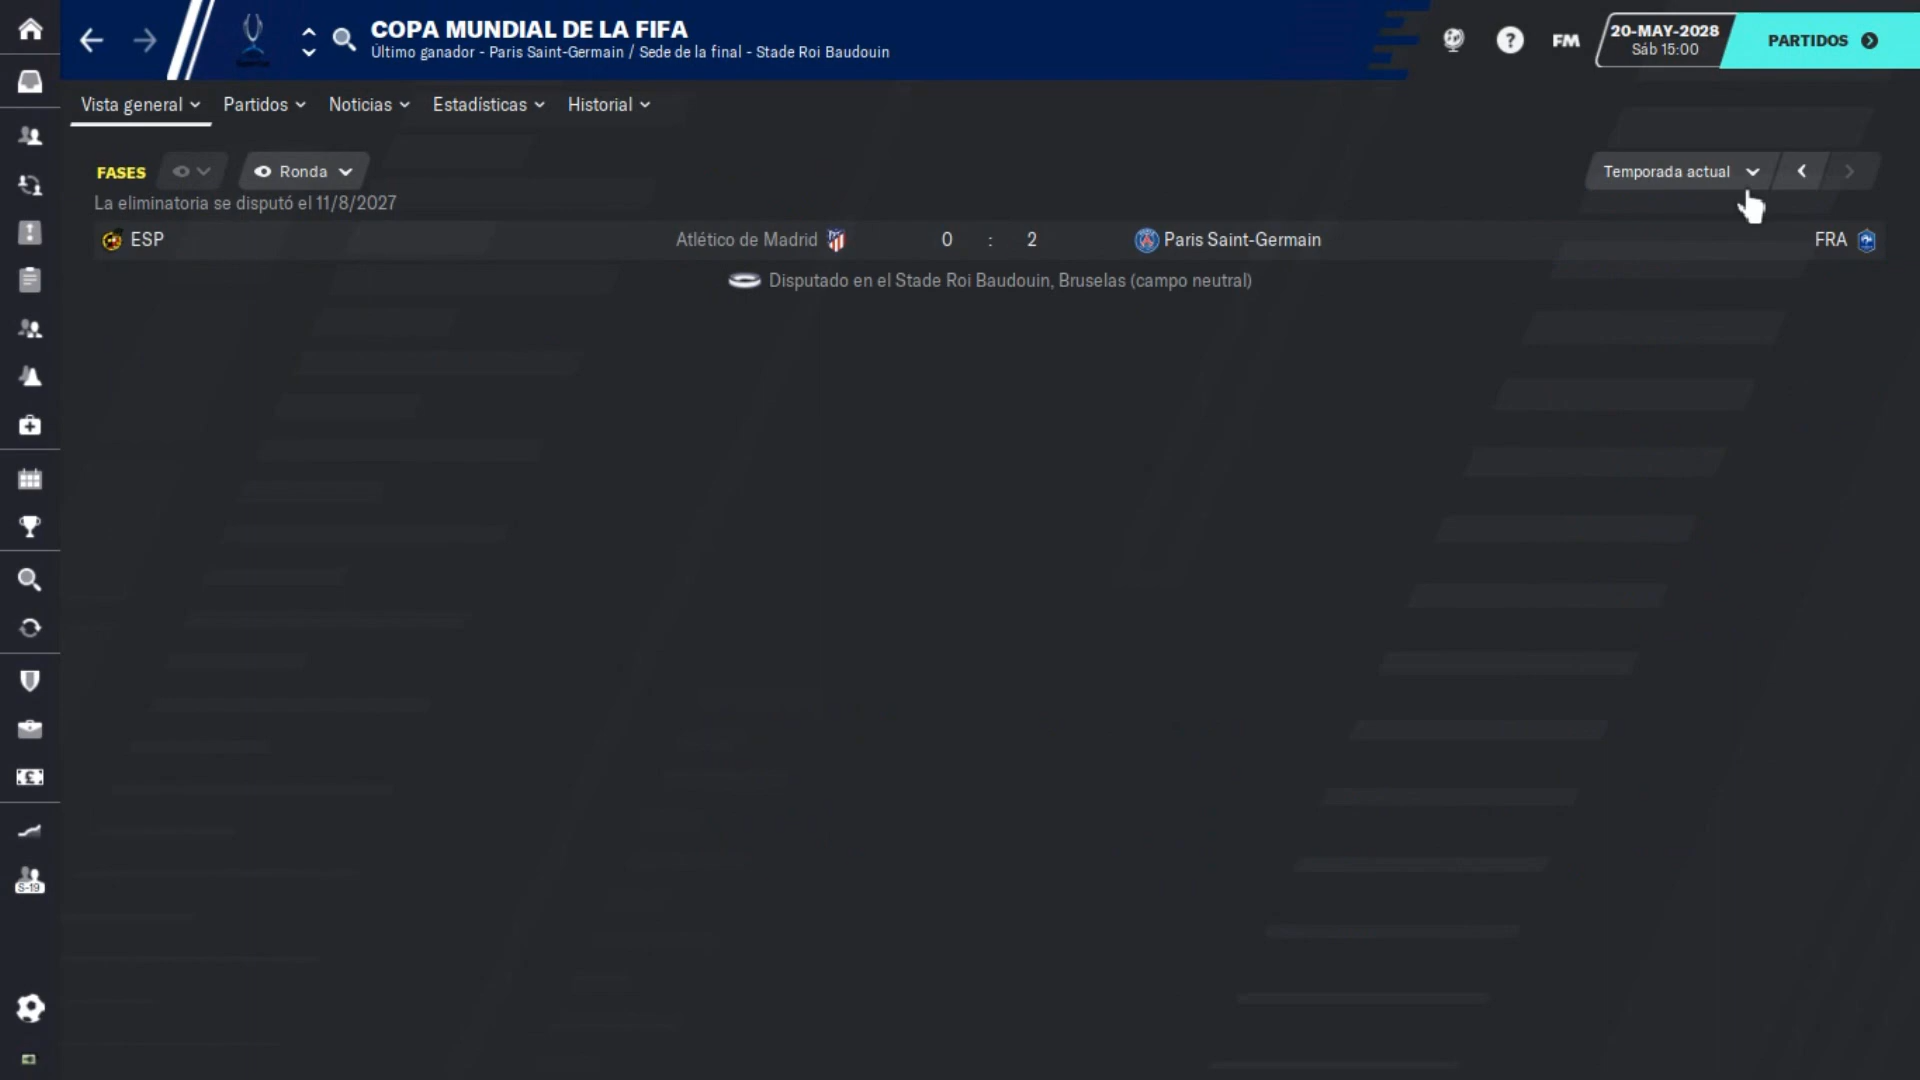 COPA MUNDIAL DE LA FIFA
Último ganador - Paris Saint-Germain / Sede de la final - Stade Roi Baudouin
FM
20-MAY-2028
Sáb 15:00
PARTIDOS
Vista general
Partidos
Noticias
Estadísticas
Historial
FASES
Ronda
Temporada actual
La eliminatoria se disputó el 11/8/2027
ESP Atlético de Madrid 0 : 2 Paris Saint-Germain FRA
Disputado en el Stade Roi Baudouin, Bruselas (campo neutral)
S-19